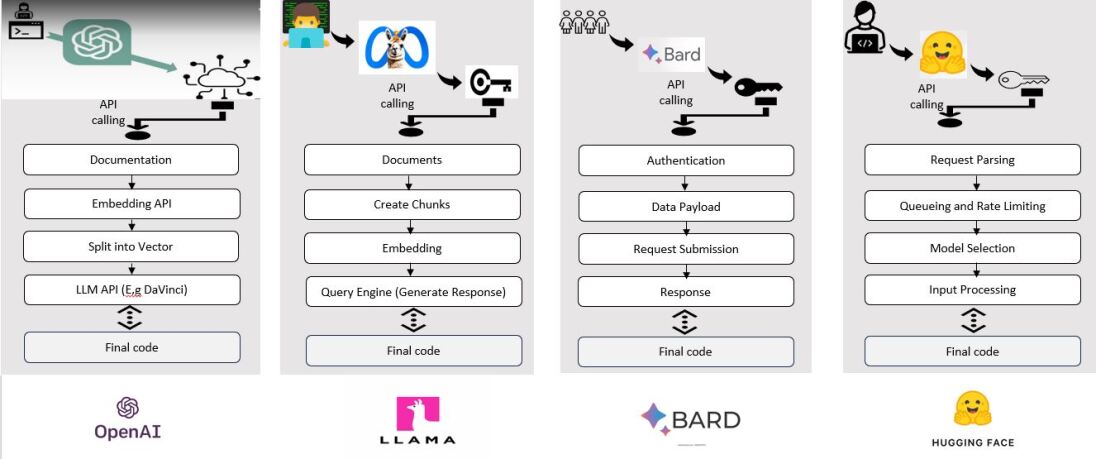 >_
API
calling
Documentation
Embedding API
Split into Vector
LLM API (E,g DaVinci)
Final code
OpenAI
API
calling
Documents
Create Chunks
Embedding
Query Engine (Generate Response)
Final code
LLAMA
Bard
API
calling
Authentication
Data Payload
Request Submission
Response
Final code
BARD
</>
API
calling
Request Parsing
Queueing and Rate Limiting
Model Selection
Input Processing
Final code
HUGGING FACE